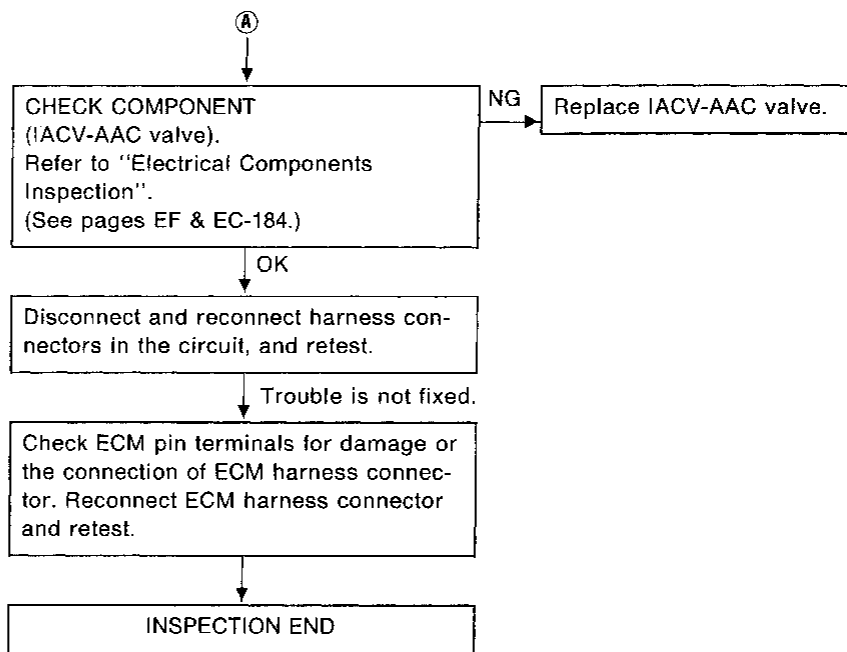 A
CHECK COMPONENT
(IACV-AAC valve).
Refer to "Electrical Components
Inspection".
(See pages EF & EC-184.)
NG
Replace IACV-AAC valve.
OK
Disconnect and reconnect harness con-
nectors in the circuit, and retest.
Trouble is not fixed.
Check ECM pin terminals for damage or
the connection of ECM harness connec-
tor. Reconnect ECM harness connector
and retest.
INSPECTION END